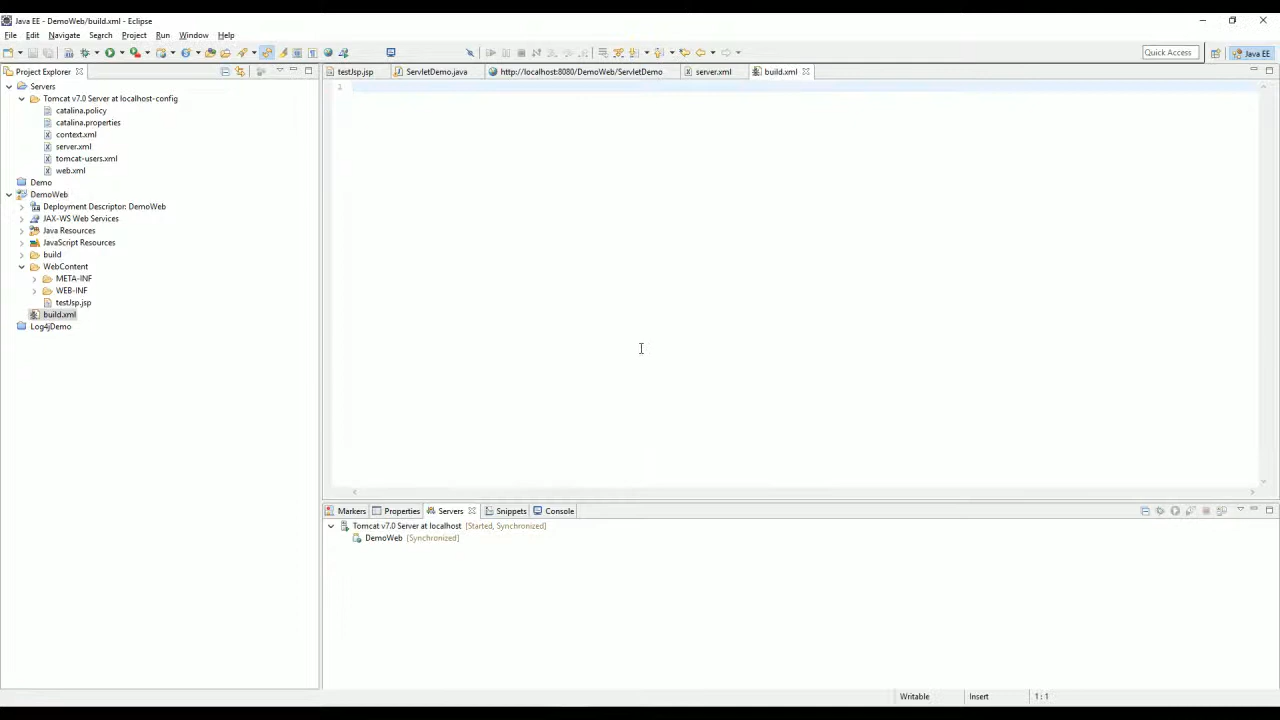 Java EE - DemoWeb/build.xml - Eclipse
File Edit Navigate Search Project Run Window Help
Quick Access
Java EE
Project Explorer
testJsp.jsp
ServletDemo.java
http://localhost:8080/DemoWeb/ServletDemo
server.xml
build.xml
Servers
Tomcat v7.0 Server at localhost-config
catalina.policy
catalina.properties
context.xml
server.xml
tomcat-users.xml
web.xml
Demo
DemoWeb
Deployment Descriptor: DemoWeb
JAX-WS Web Services
Java Resources
JavaScript Resources
build
WebContent
META-INF
WEB-INF
testJsp.jsp
build.xml
Log4jDemo
1
Markers Properties Servers Snippets Console
Tomcat v7.0 Server at localhost [Started, Synchronized]
DemoWeb [Synchronized]
Writable Insert 1 : 1